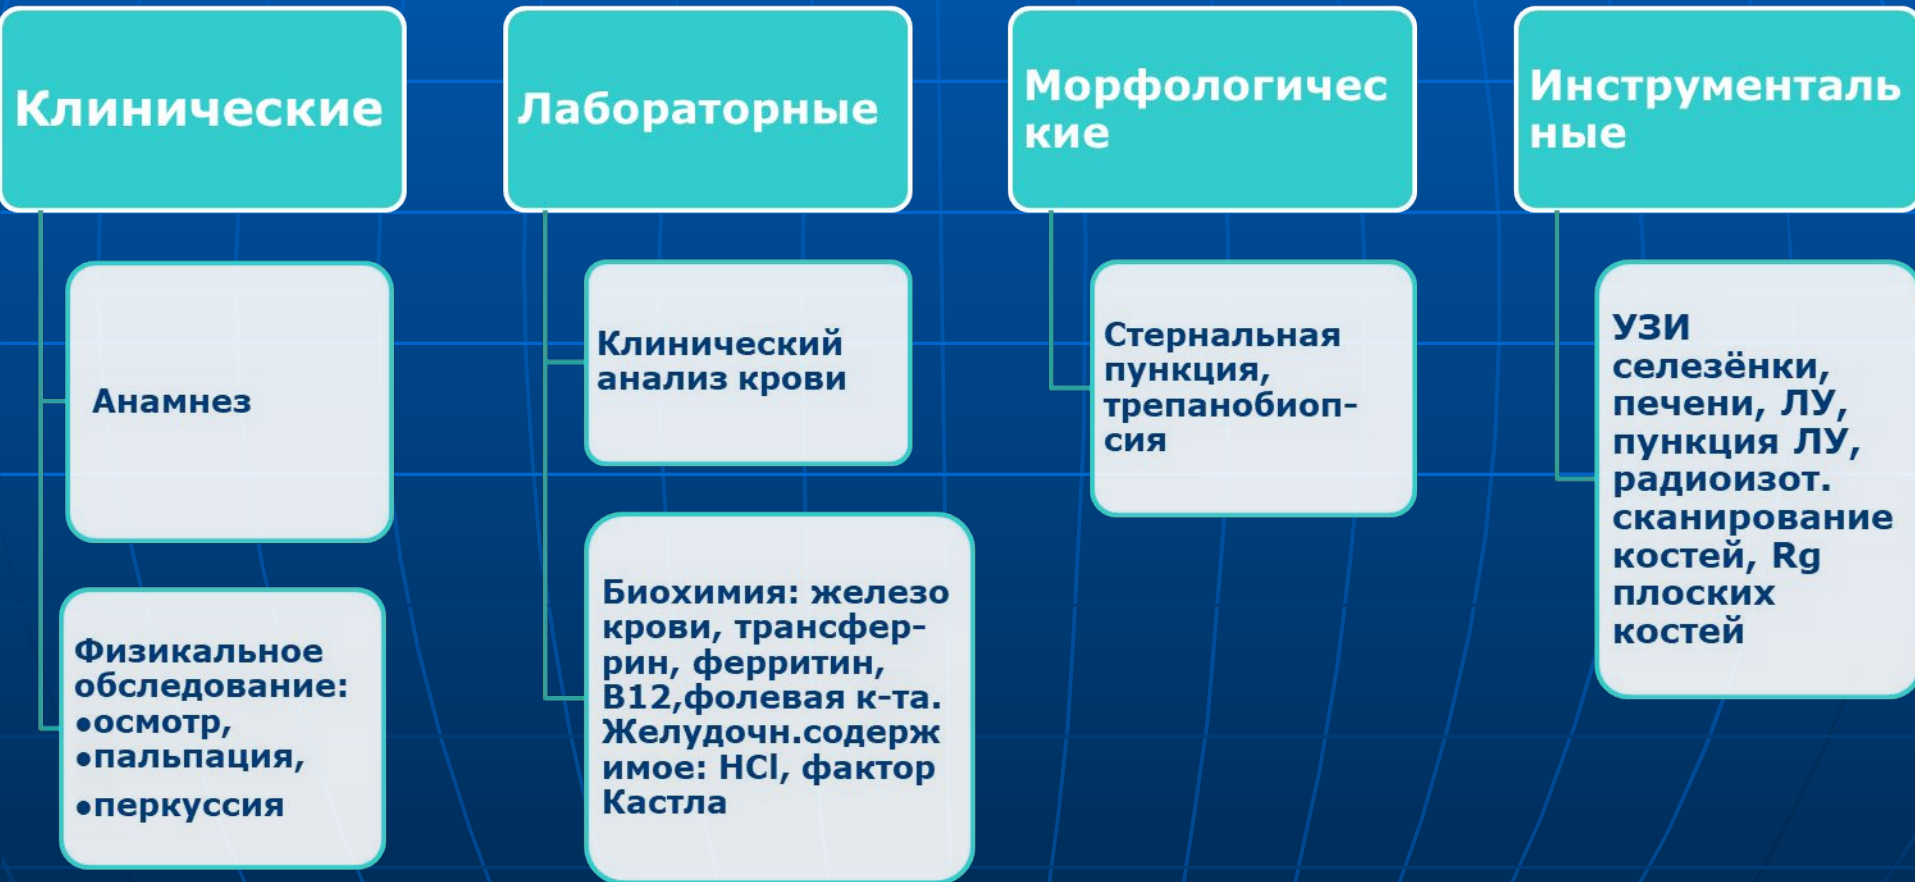 Клинические
Анамнез
Физикальное
обследование:
●осмотр,
●пальпация,
●перкуссия
Лабораторные
Клинический
анализ крови
Биохимия: железо
крови, трансфер-
рин, ферритин,
В12,фолевая к-та.
Желудочн.содерж
имое: HCl, фактор
Кастла
Морфологичес
кие
Стернальная
пункция,
трепанобиоп-
сия
Инструменталь
ные
УЗИ
селезёнки,
печени, ЛУ,
пункция ЛУ,
радиоизот.
сканирование
костей, Rg
плоских
костей